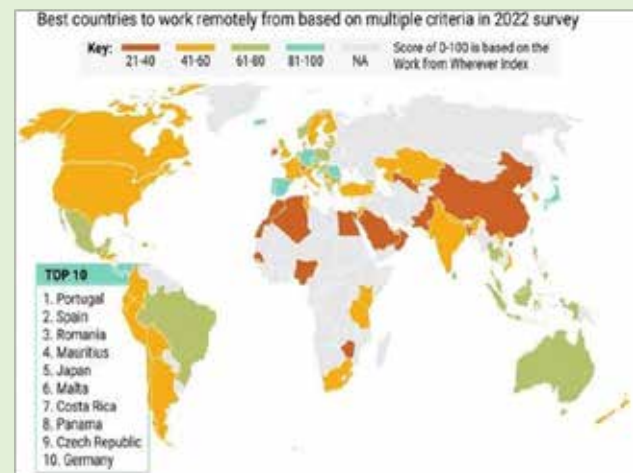 Best countries to work remotely from based on multiple criteria in 2022 survey
Key: 21-40 41-60 61-80 81-100 NA
Score of 0-100 is based on the
Work from Wherever Index
TOP 10
1. Portugal
2. Spain
3. Romania
4. Mauritius
5. Japan
6. Malta
7. Costa Rica
8. Panama
9. Czech Republic
10. Germany